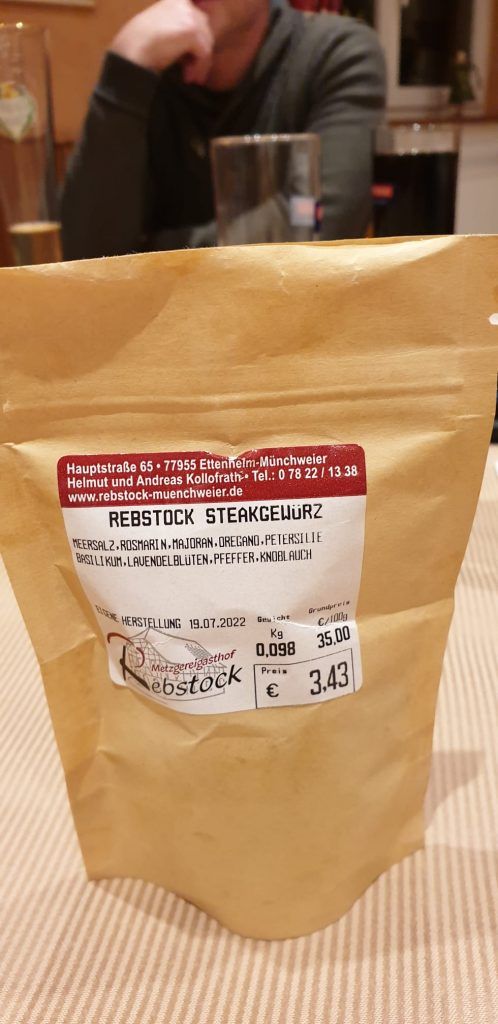 Hauptstraße 65 • 77955 Ettenheim-Münchweier
Helmut und Andreas Kollofrath • Tel.: 0 78 22 / 13 38
www.rebstock-muenchweier.de
REBSTOCK STEAKGEWÜRZ
MEERSALZ,ROSMARIN,MAJORAN,OREGANO,PETERSILIE
BASILIKUM,LAVENDELBLÜTEN,PFEFFER,KNOBLAUCH
EIGENE HERSTELLUNG 19.07.2022
Gewicht
Kg
0,098
Grundpreis
€/100g
35,00
Metzgereigasthof
Rebstock
Preis
€ 3,43